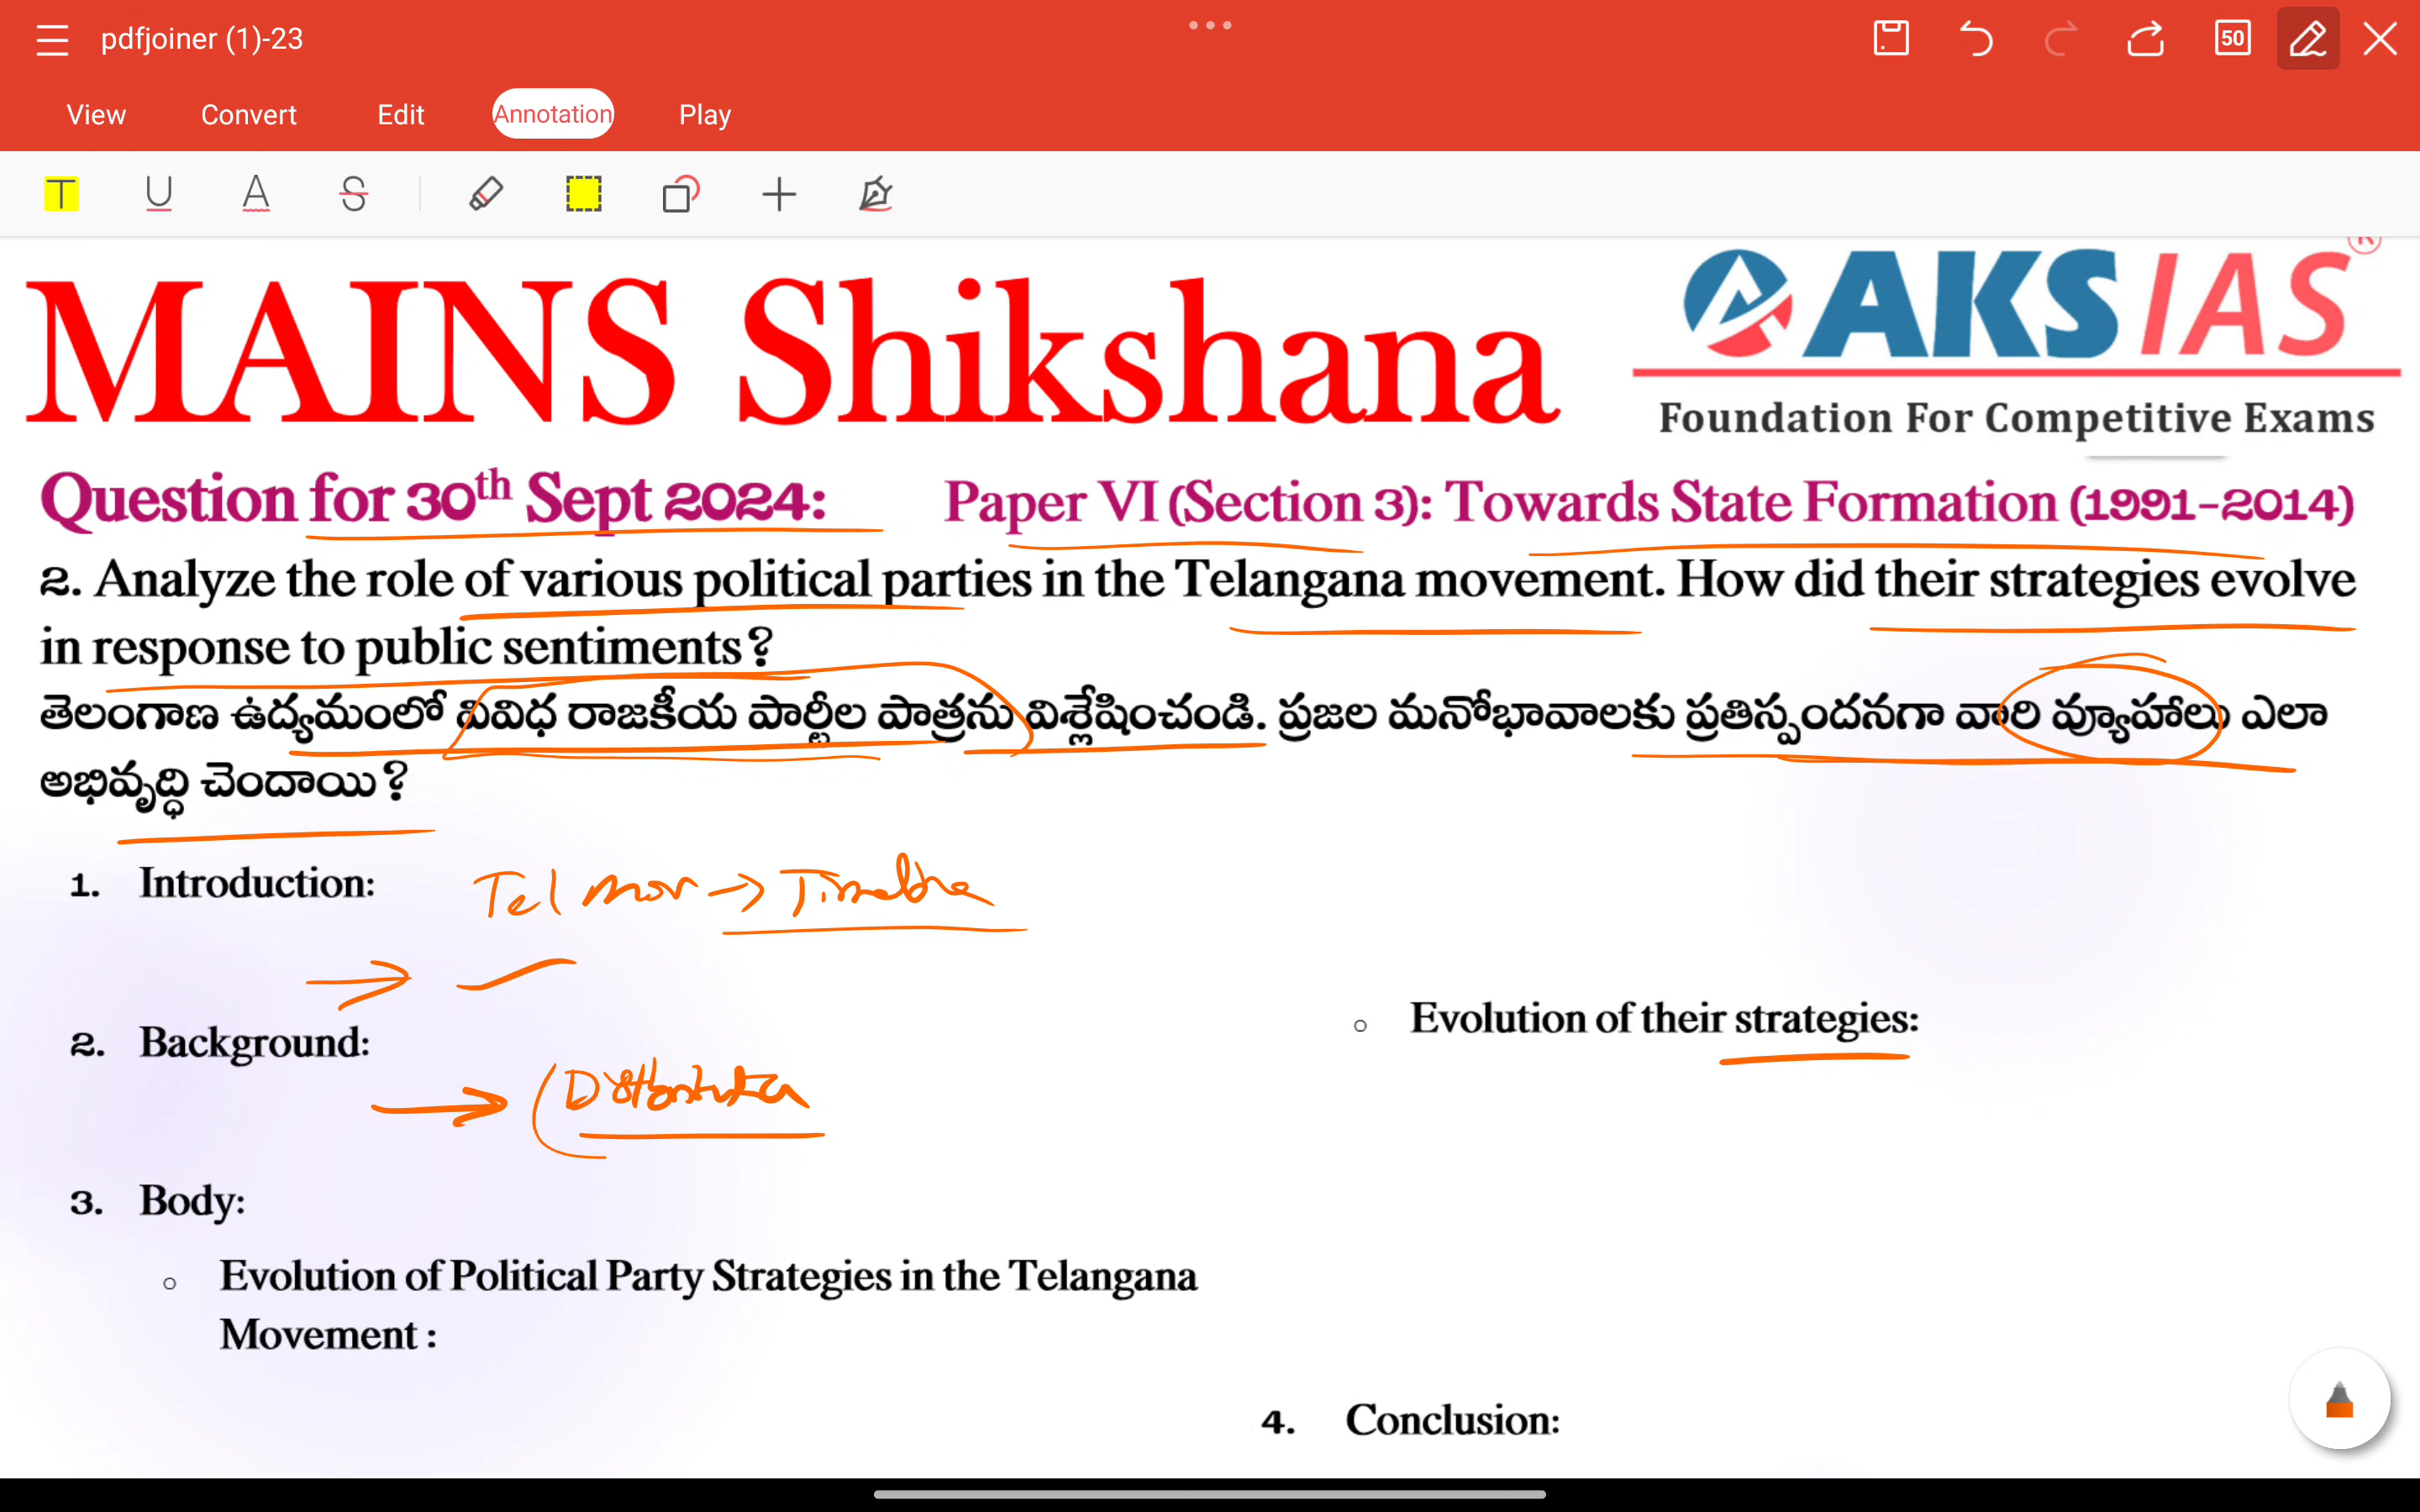 pdfjoiner (1)-23
50
View Convert Edit Annotation Play
MAINS Shikshana
AKS IAS ®
Foundation For Competitive Exams
Question for 30th Sept 2024: Paper VI (Section 3): Towards State Formation (1991-2014)
2. Analyze the role of various political parties in the Telangana movement. How did their strategies evolve
in response to public sentiments?
తెలంగాణ ఉద్యమంలో వివిధ రాజకీయ పార్టీల పాత్రను విశ్లేషించండి. ప్రజల మనోభావాలకు ప్రతిస్పందనగా వారి వ్యూహాలు ఎలా
అభివృద్ధి చెందాయి?
1. Introduction:
Tel mov →
2. Background:
3. Body:
○ Evolution of Political Party Strategies in the Telangana
Movement :
○ Evolution of their strategies:
4. Conclusion: